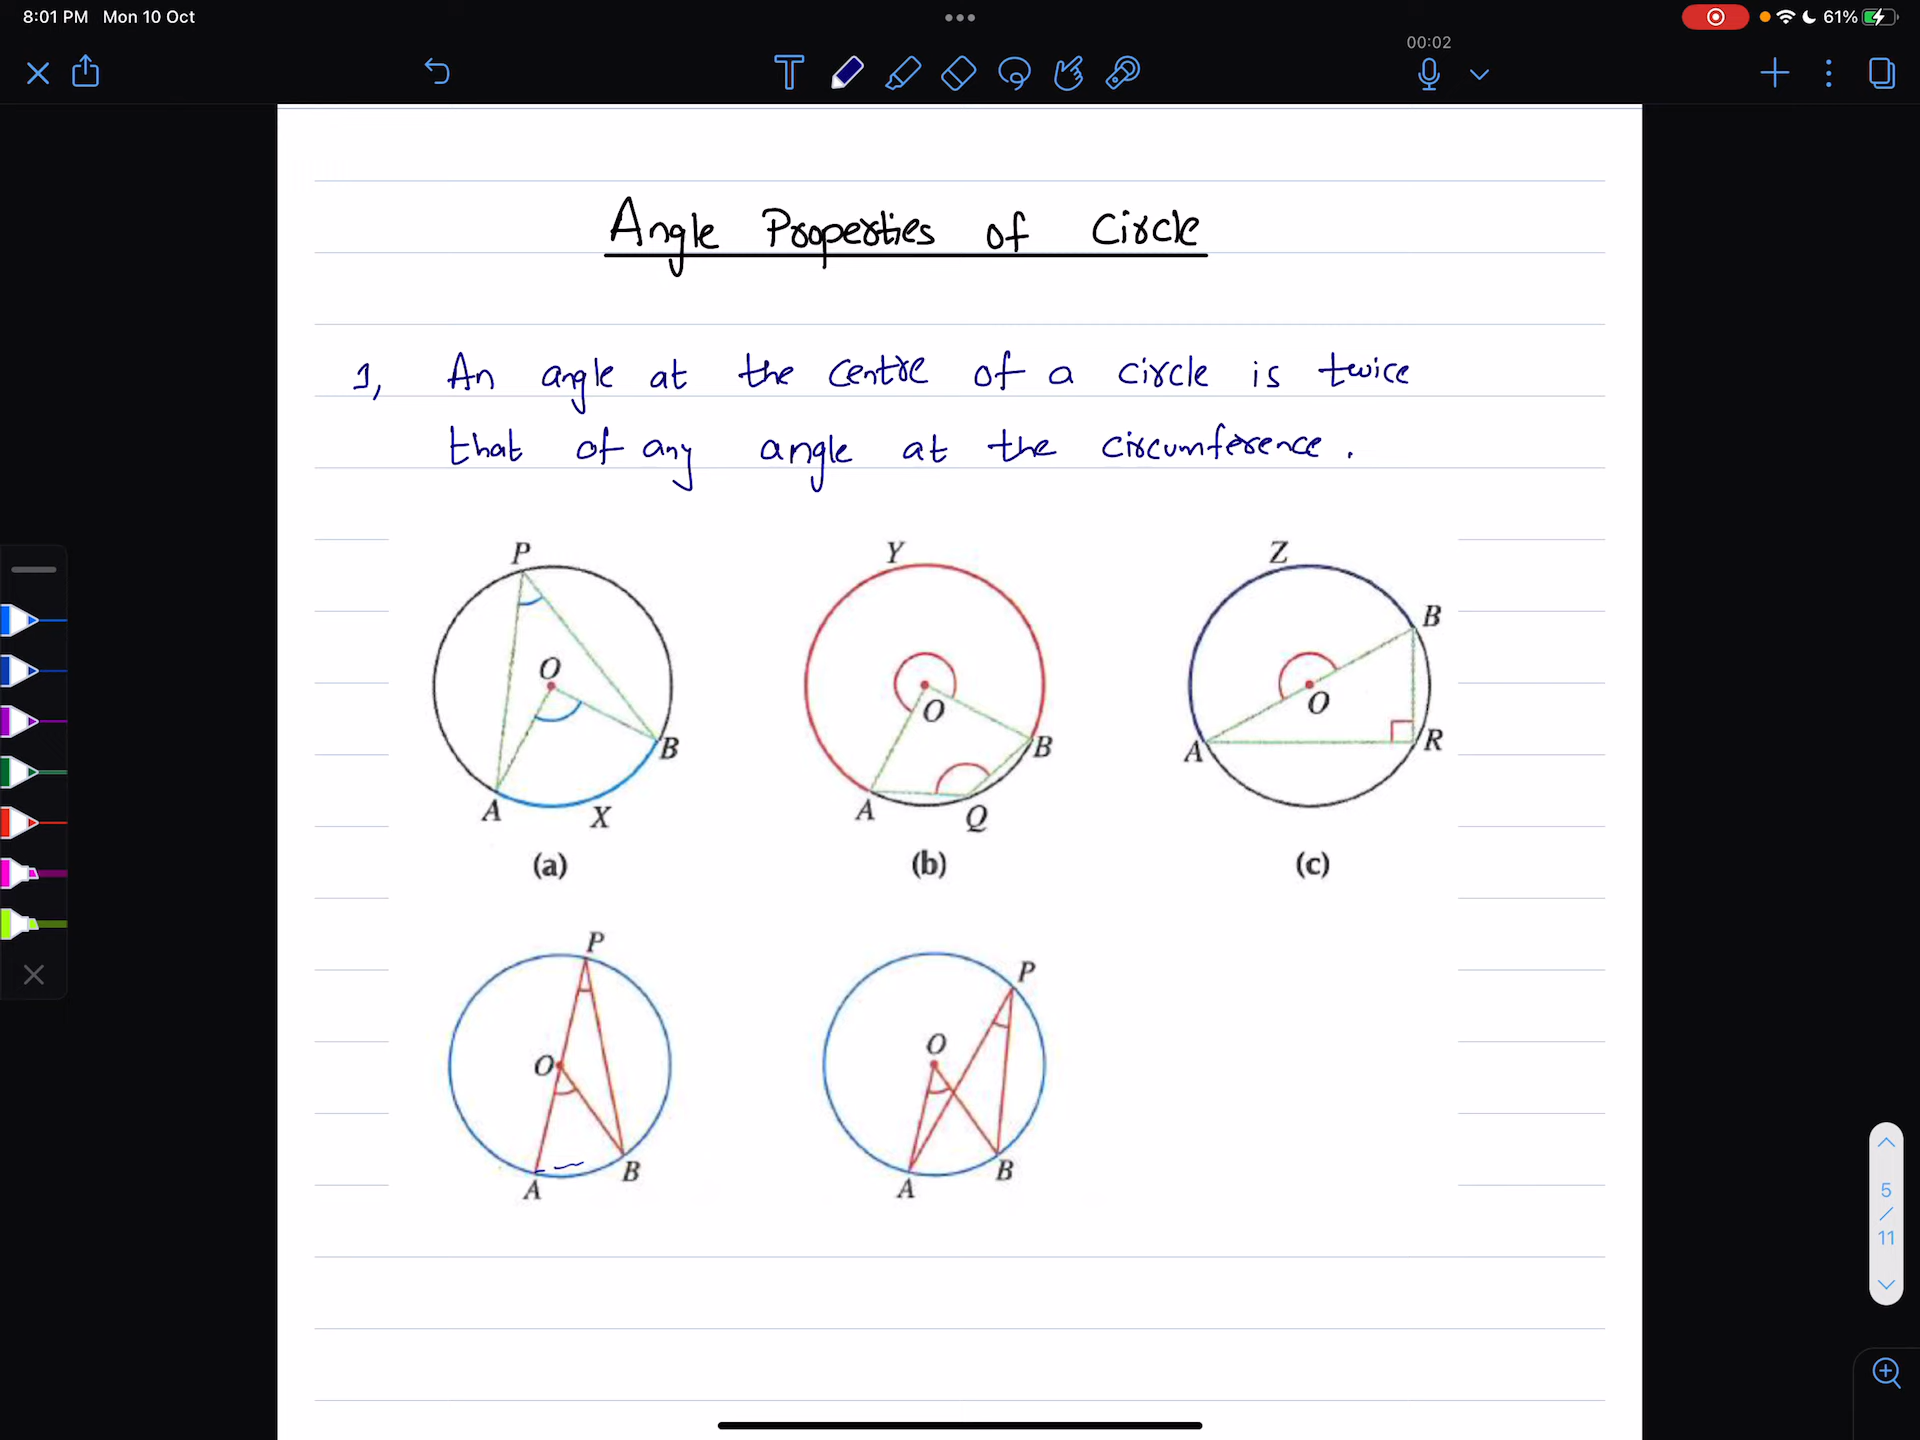 8:01 PM Mon 10 Oct
61%
00:02
T
Angle Properties of Circle
1, An angle at the centre of a circle is twice
that of any angle at the circumference.
P
O
B
A
X
(a)
Y
O
B
A
Q
(b)
Z
B
O
A
R
(c)
P
O
B
A
P
O
B
A
5
/
11